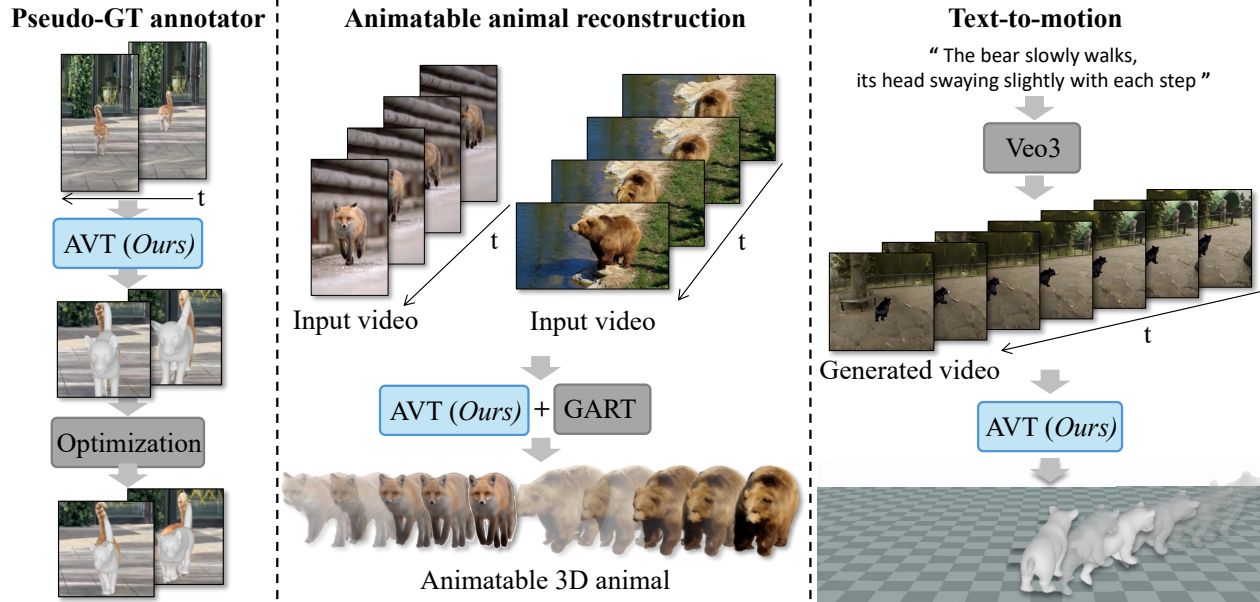 Pseudo-GT annotator
t
AVT (Ours)
Optimization
Animatable animal reconstruction
t
t
Input video
Input video
AVT (Ours) + GART
Animatable 3D animal
Text-to-motion
“ The bear slowly walks,
its head swaying slightly with each step ”
Veo3
t
Generated video
AVT (Ours)